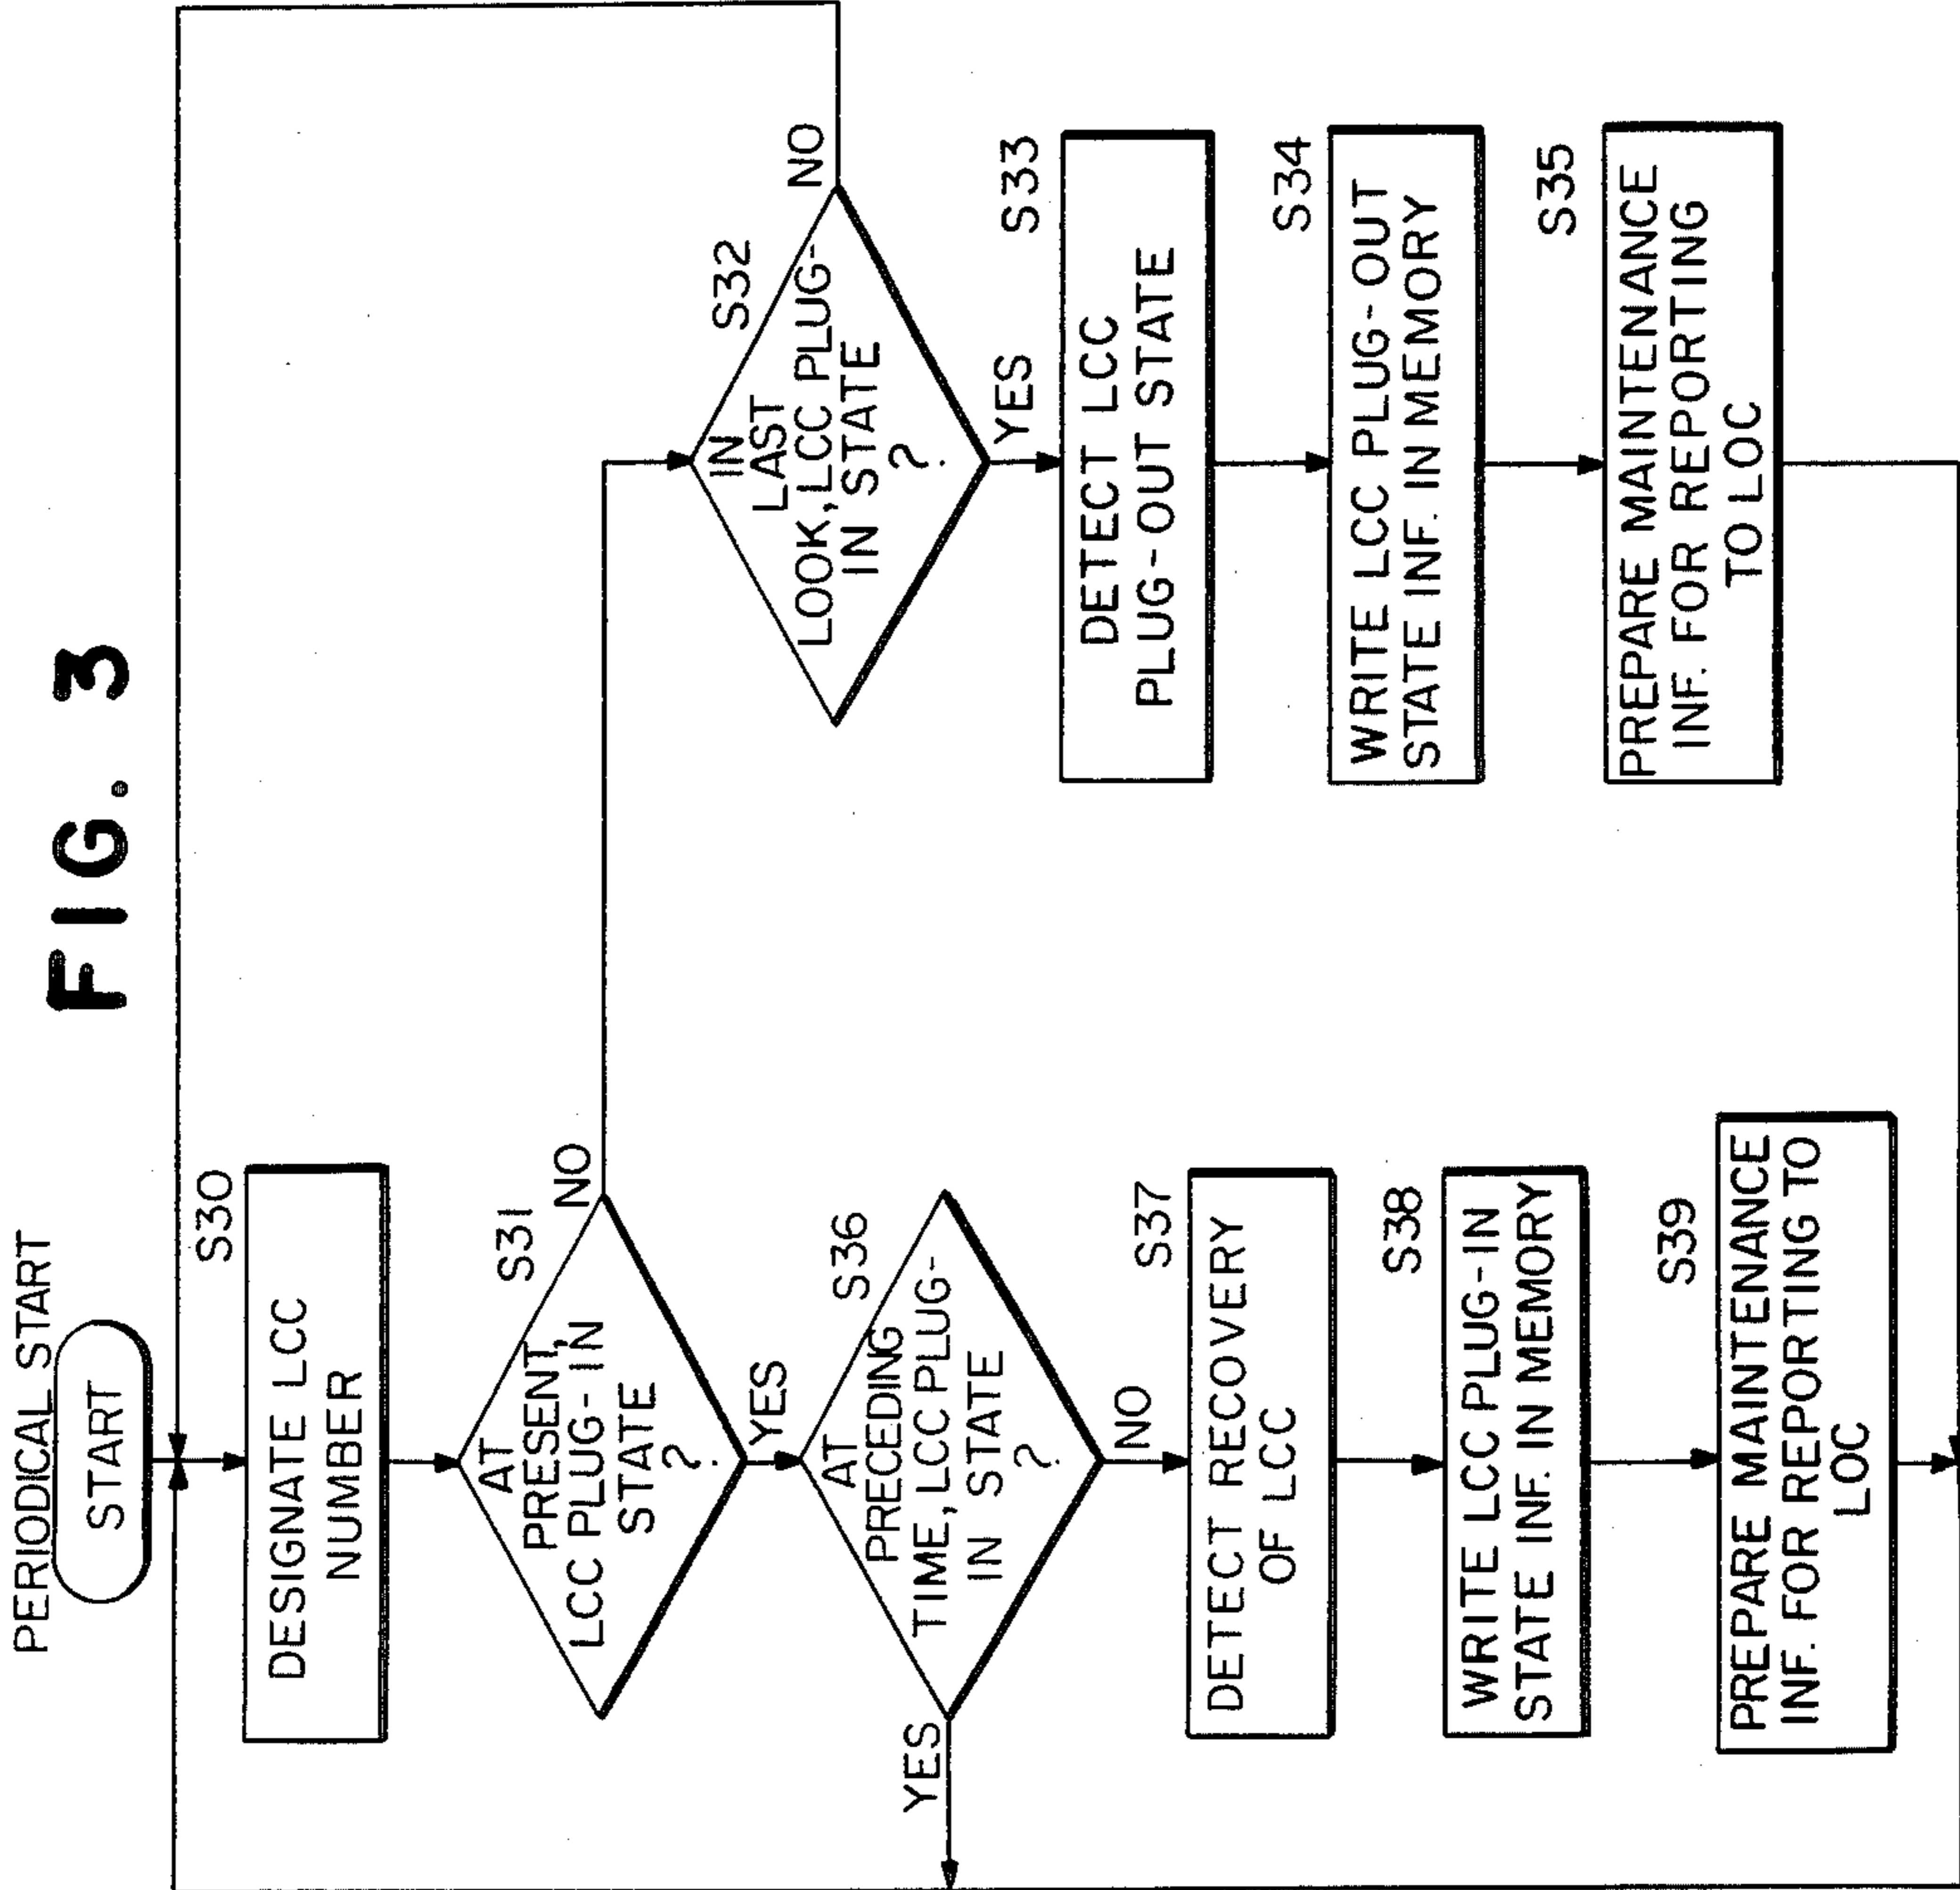 FIG. 3
PERIODICAL START
START
S30
DESIGNATE LCC
NUMBER
S31
AT
PRESENT,
LCC PLUG-IN
STATE
?
NO
YES
S32
IN
LAST
LOOK, LCC PLUG-
IN STATE
?
NO
YES
S33
DETECT LCC
PLUG-OUT STATE
S34
WRITE LCC PLUG-OUT
STATE INF. IN MEMORY
S35
PREPARE MAINTENANCE
INF. FOR REPORTING
TO LOC
S36
AT
PRECEDING
TIME, LCC PLUG-
IN STATE
?
YES
NO
S37
DETECT RECOVERY
OF LCC
S38
WRITE LCC PLUG-IN
STATE INF. IN MEMORY
S39
PREPARE MAINTENANCE
INF. FOR REPORTING TO
LOC